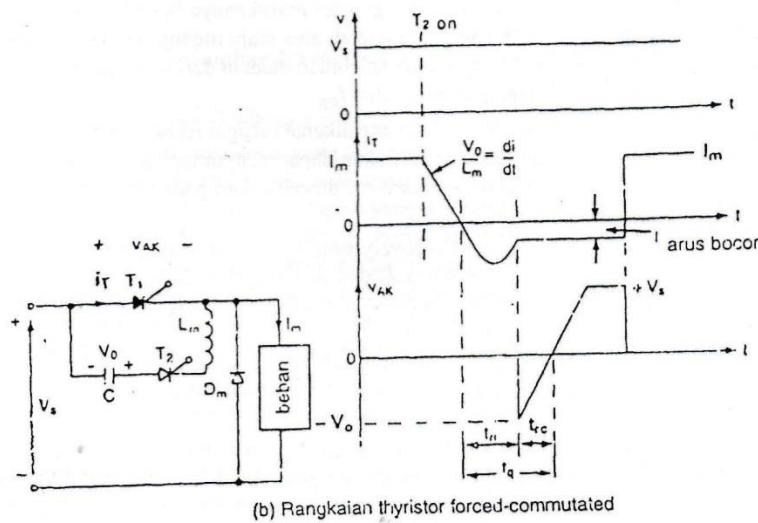 v
T₂ on
Vs
0
t
iT
Im
V₀/Lm = di/dt
Im
0
t
arus bocor
+ vAK -
vAK
+ Vs
iT
T₁
Lm
Im
0
t
+
- V₀ +
T₂
C
Dm
beban
Vs
-
- V₀
trr
trc
tq
(b) Rangkaian thyristor forced-commutated